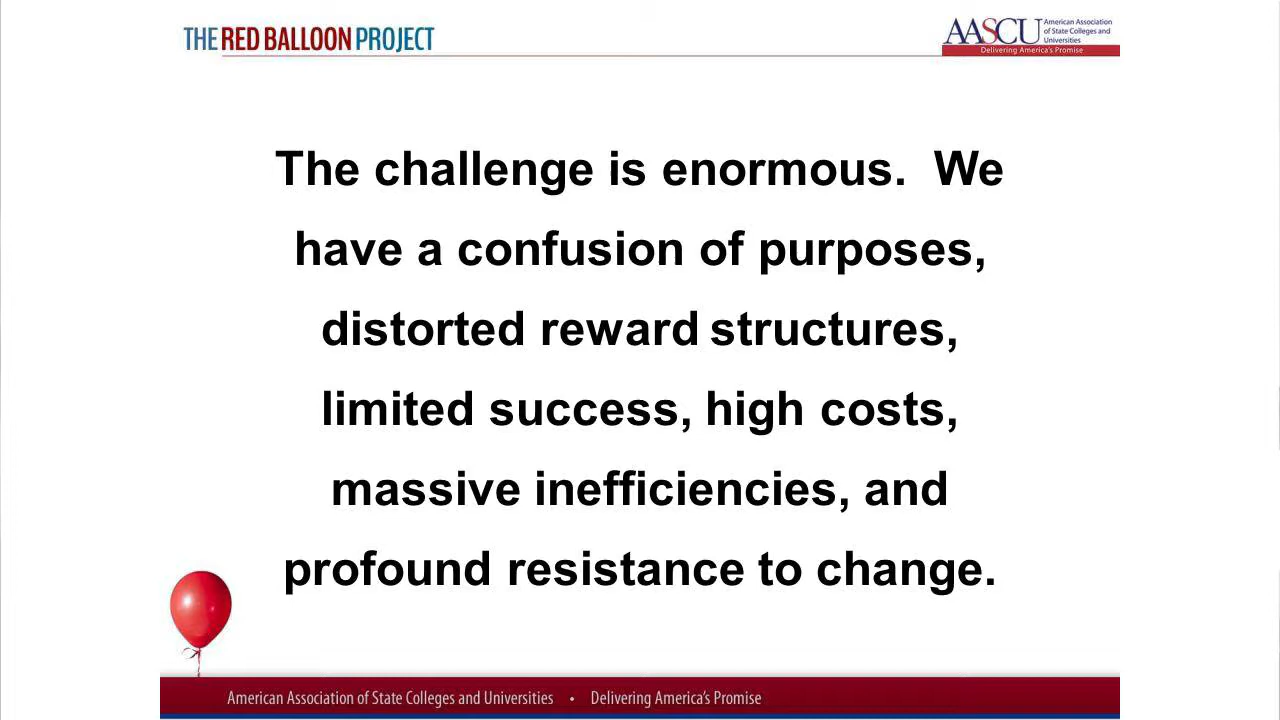 THE RED BALLOON PROJECT
AASCU
American Association
of State Colleges and
Universities
Delivering America's Promise
The challenge is enormous.  We
have a confusion of purposes,
distorted reward structures,
limited success, high costs,
massive inefficiencies, and
profound resistance to change.
American Association of State Colleges and Universities • Delivering America's Promise